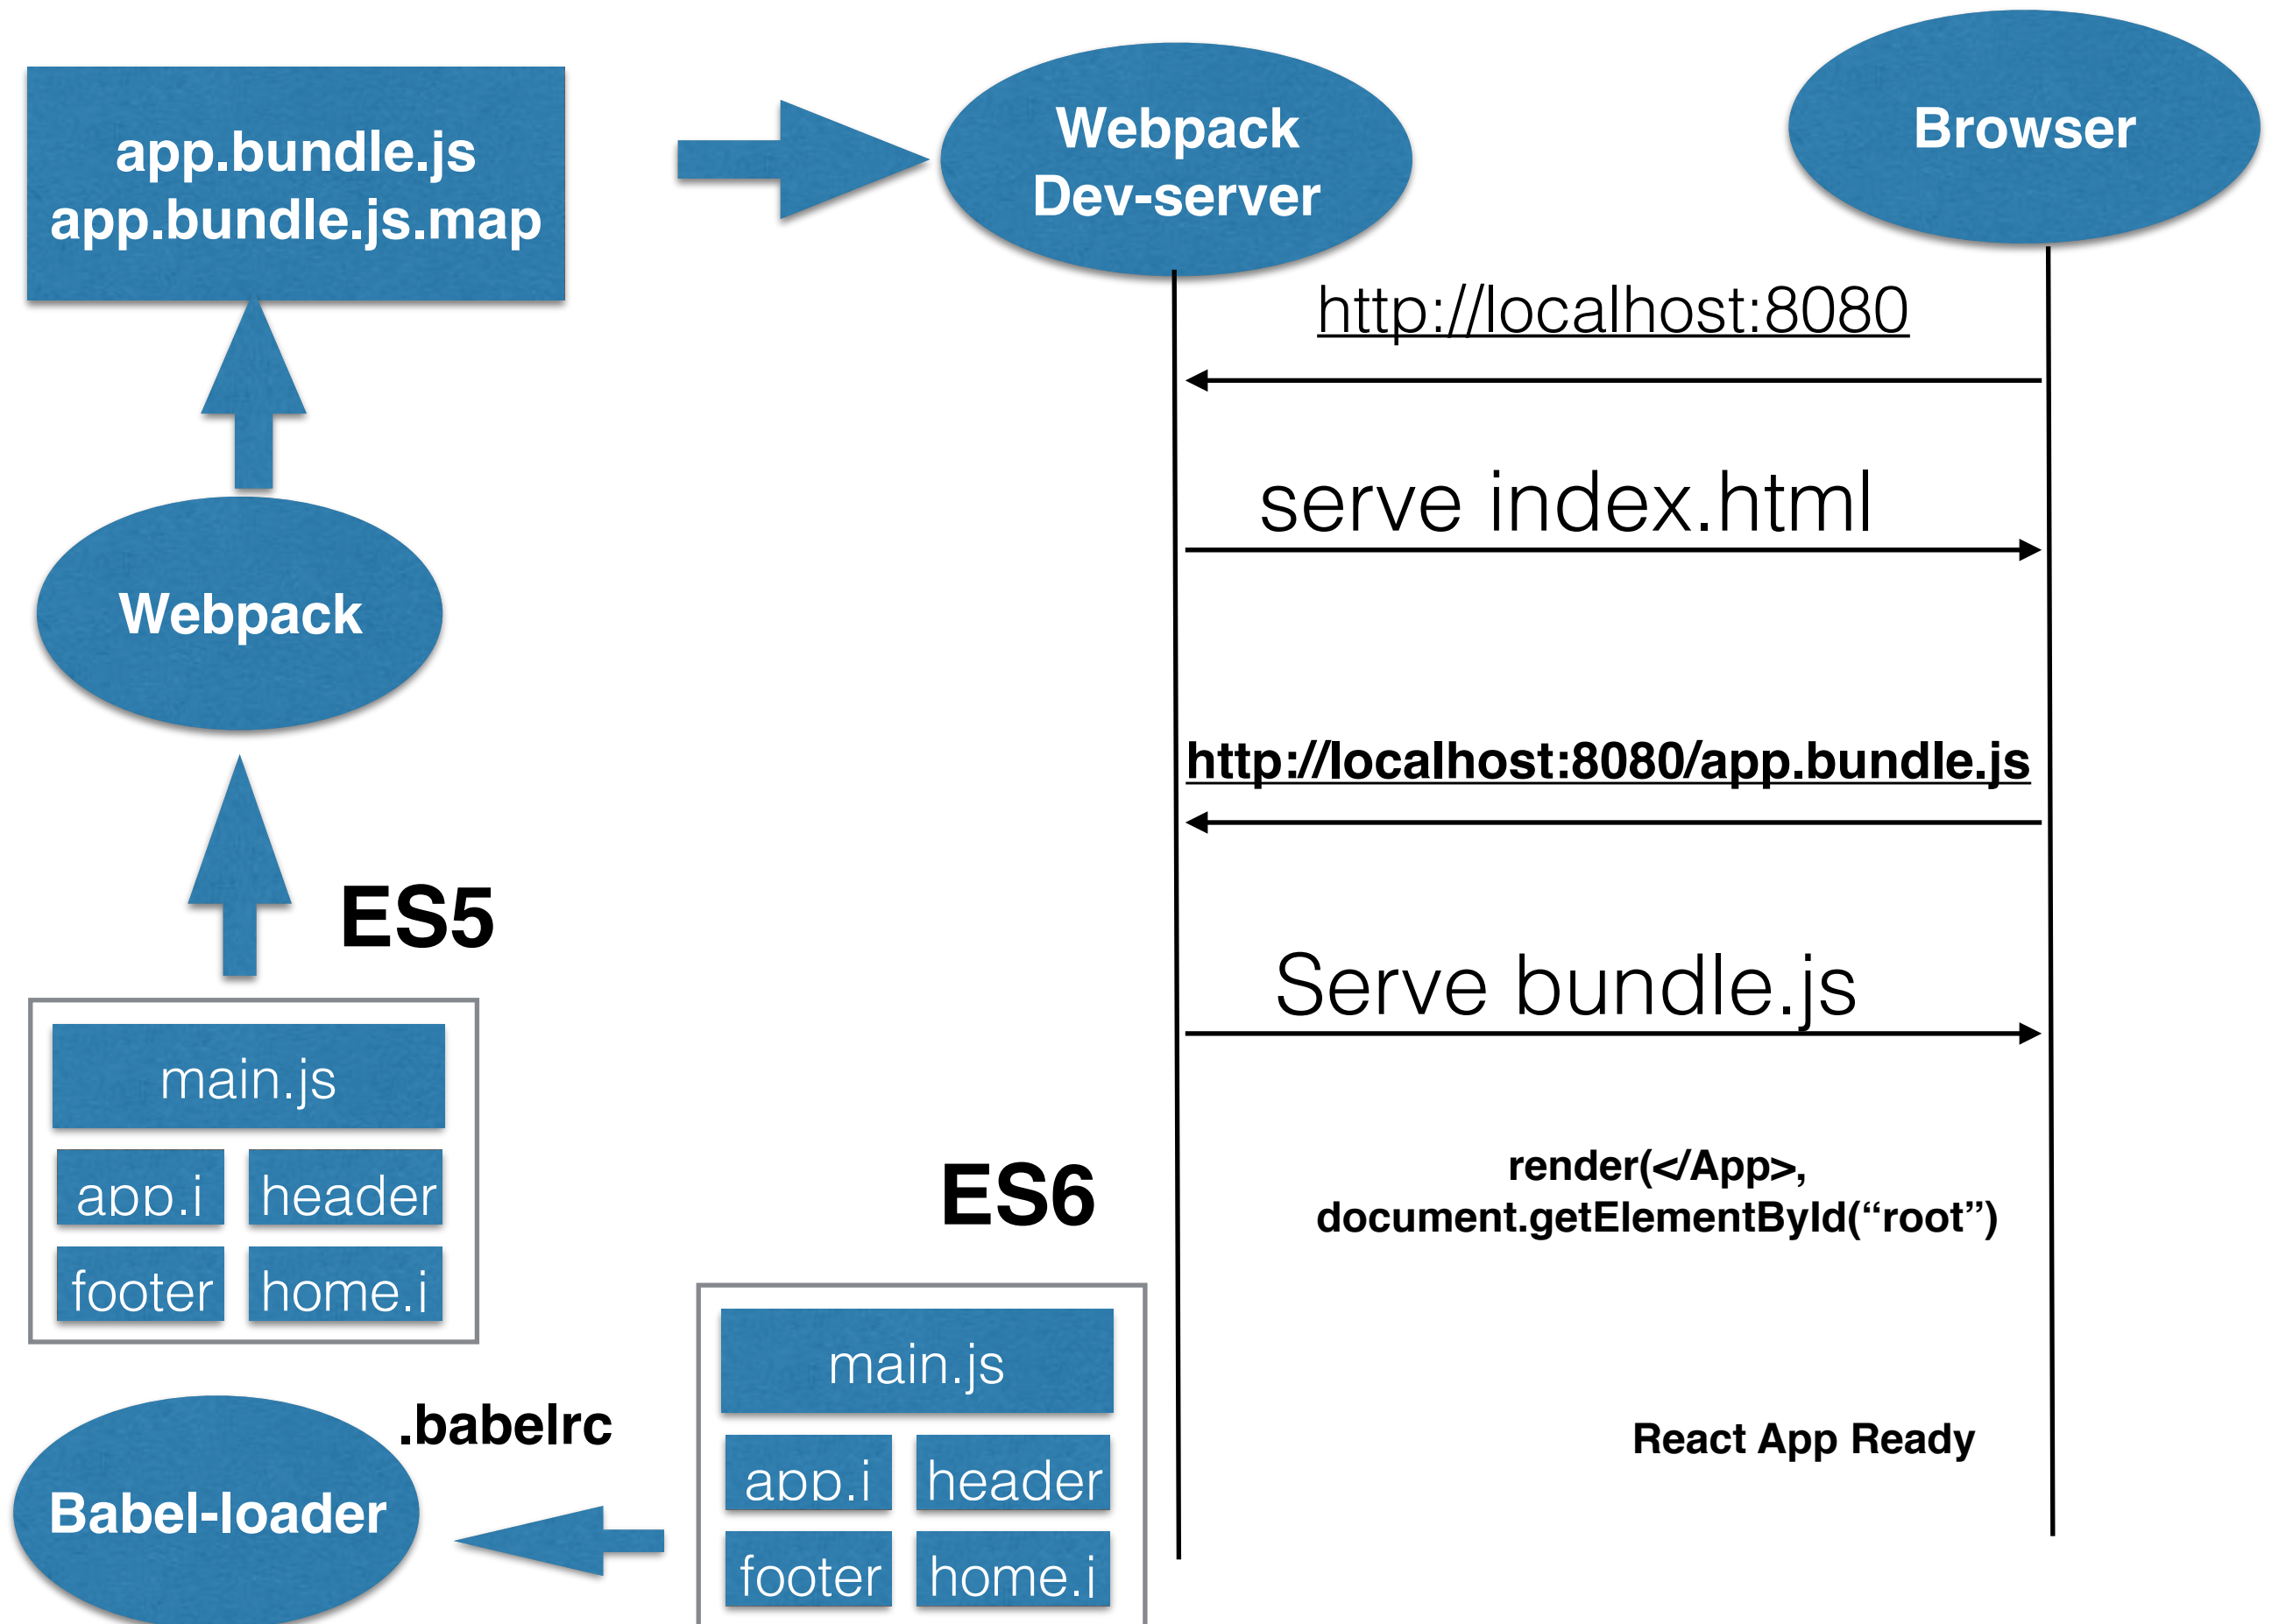 app.bundle.js
app.bundle.js.map
Webpack
Dev-server
Browser
http://localhost:8080
serve index.html
Webpack
http://localhost:8080/app.bundle.js
ES5
Serve bundle.js
main.js
app.i
header
footer
home.i
ES6
render(</App>,
document.getElementById(“root”)
main.js
app.i
header
footer
home.i
.babelrc
Babel-loader
React App Ready